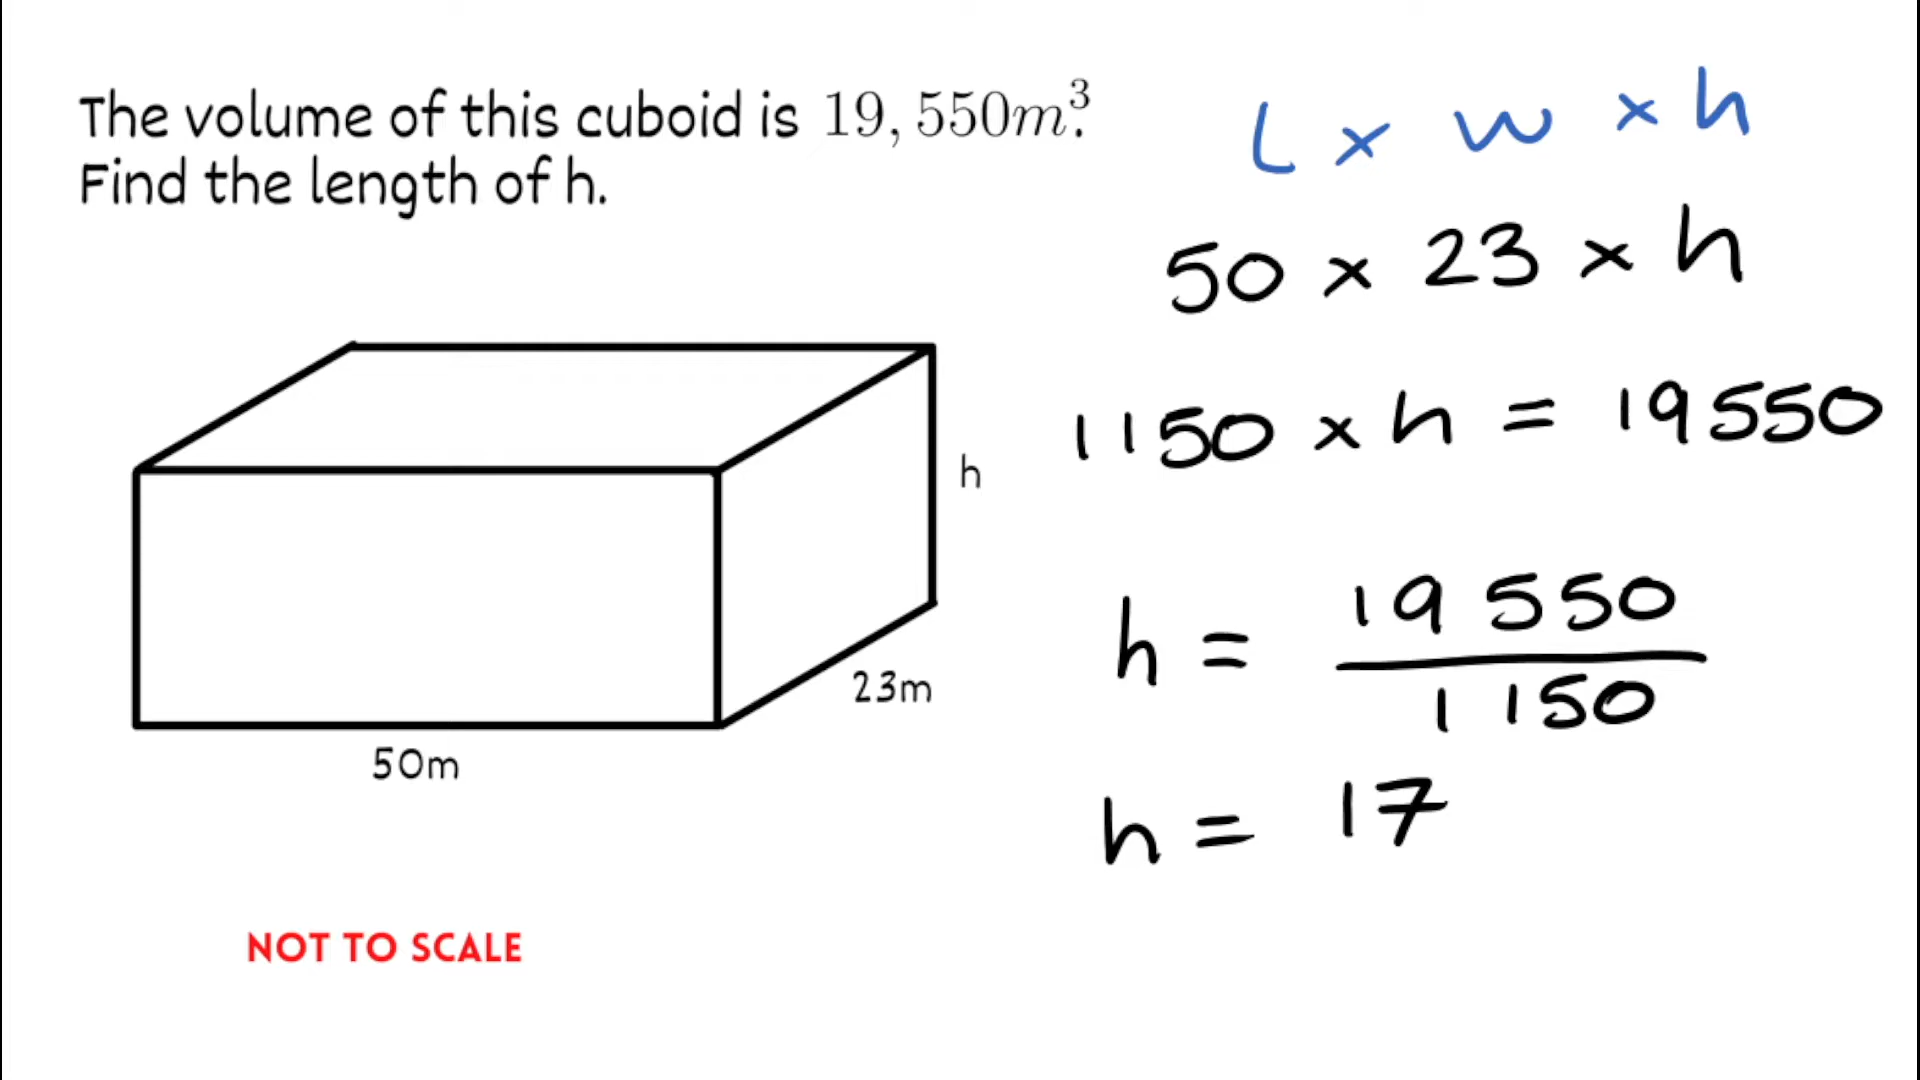 The volume of this cuboid is 19,550m³.
Find the length of h.
h
23m
50m
NOT TO SCALE
L × w × h
50 × 23 × h
1150 × h = 19550
h = 19550
1150
h = 17